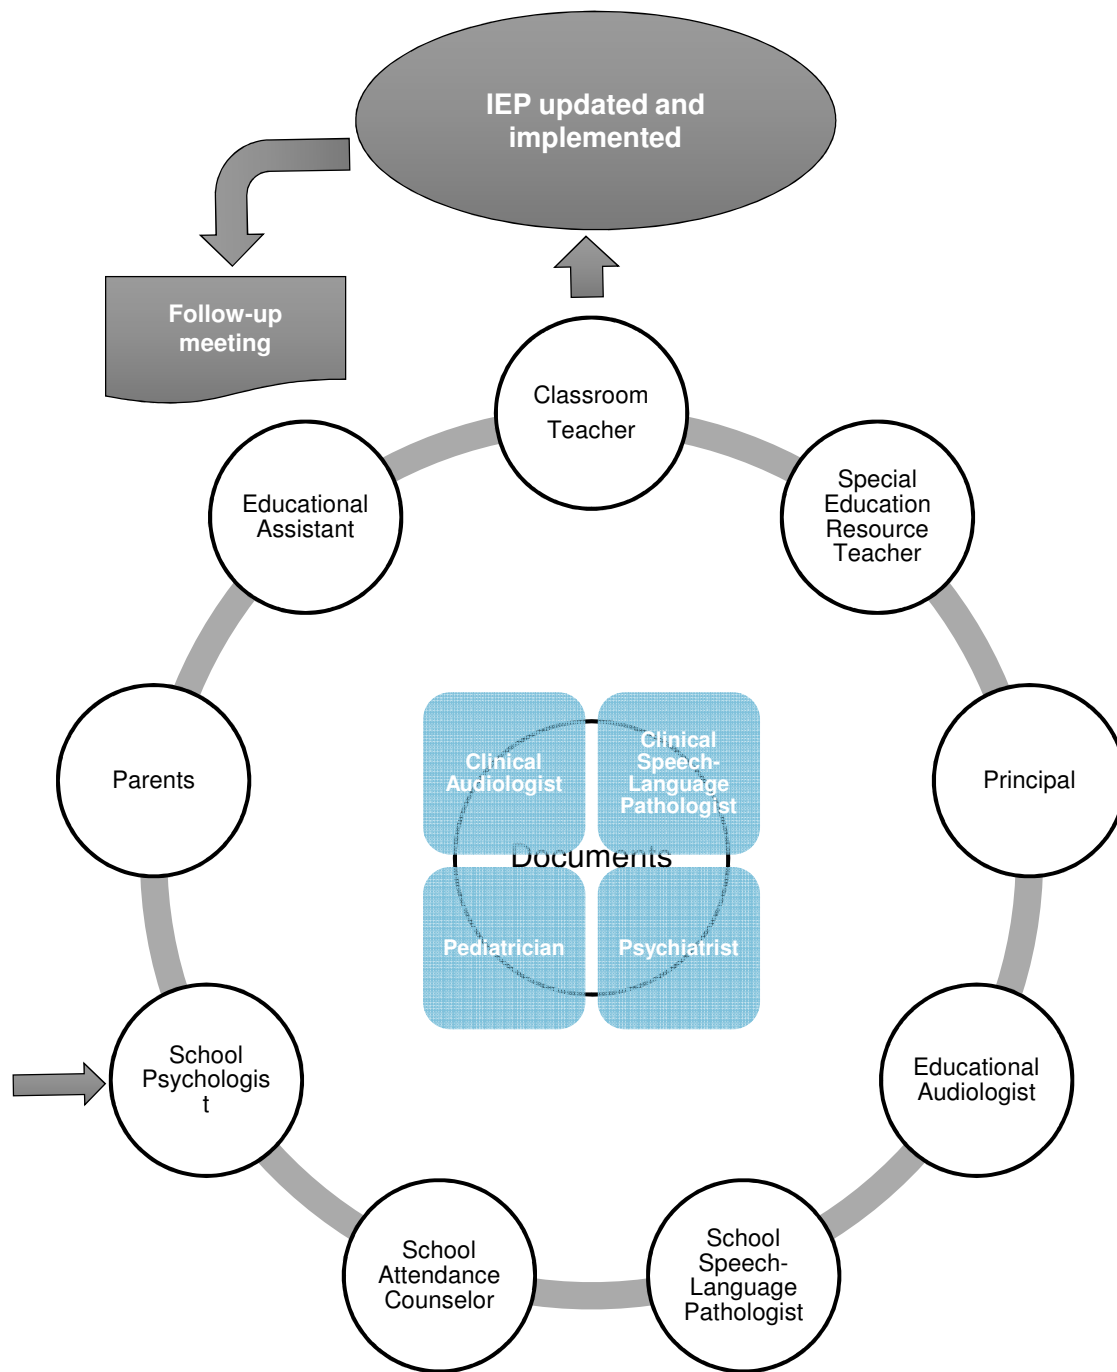 IEP updated and
implemented
Follow-up
meeting
Classroom
Teacher
Educational
Assistant
Special
Education
Resource
Teacher
Parents
Principal
Clinical
Audiologist
Clinical
Speech-
Language
Pathologist
Documents
Pediatrician
Psychiatrist
School
Psychologis
t
Educational
Audiologist
School
Attendance
Counselor
School
Speech-
Language
Pathologist